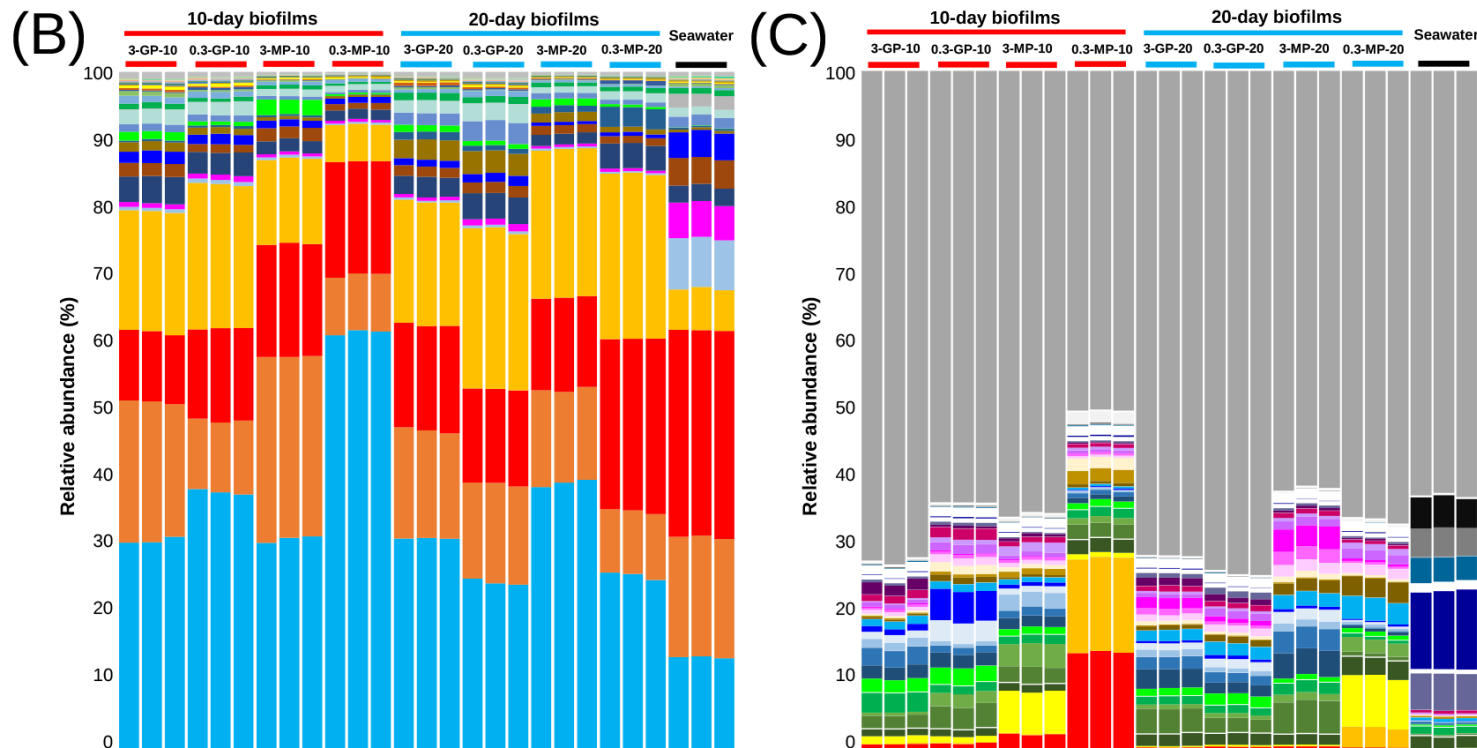 (B)
10-day biofilms
20-day biofilms
Seawater
3-GP-10
0.3-GP-10
3-MP-10
0.3-MP-10
3-GP-20
0.3-GP-20
3-MP-20
0.3-MP-20
Relative abundance (%)
100
90
80
70
60
50
40
30
20
10
0
(C)
10-day biofilms
20-day biofilms
Seawater
3-GP-10
0.3-GP-10
3-MP-10
0.3-MP-10
3-GP-20
0.3-GP-20
3-MP-20
0.3-MP-20
Relative abundance (%)
100
90
80
70
60
50
40
30
20
10
0